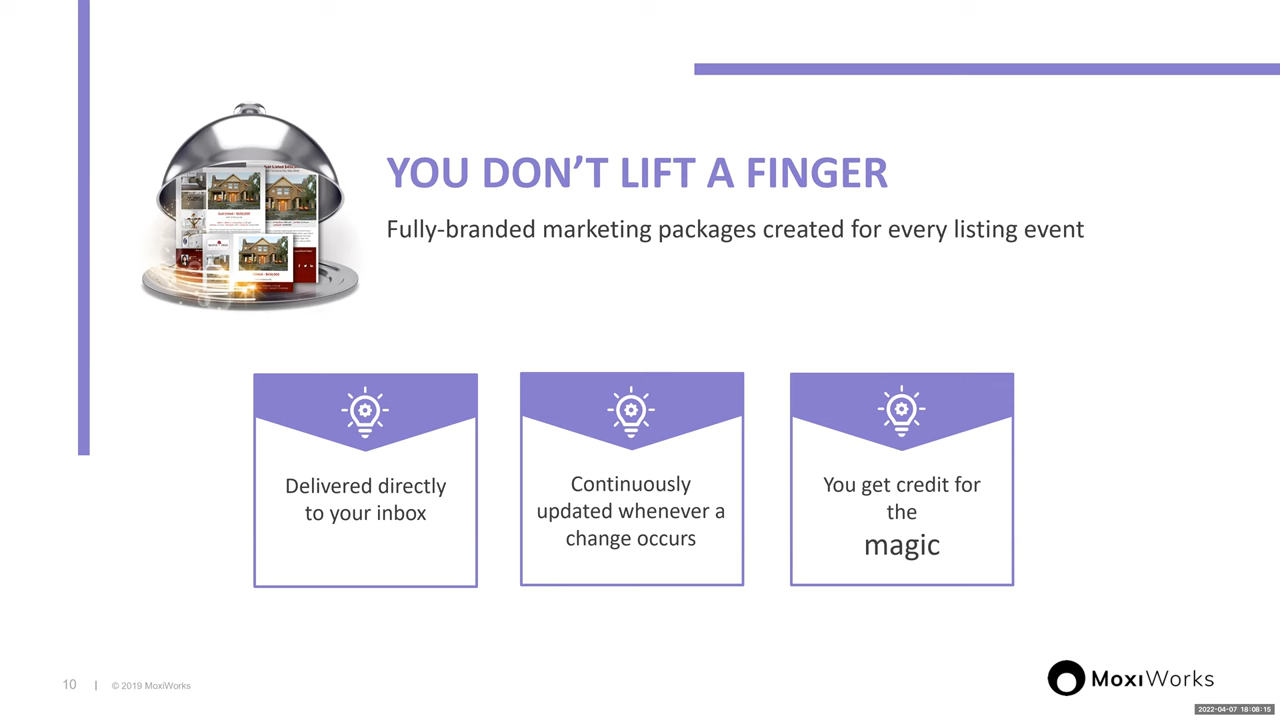 YOU DON’T LIFT A FINGER
Fully-branded marketing packages created for every listing event
Delivered directly
to your inbox
Continuously
updated whenever a
change occurs
You get credit for
the
magic
10 | © 2019 MoxiWorks
MoxiWorks
2022-04-07 18:08:15